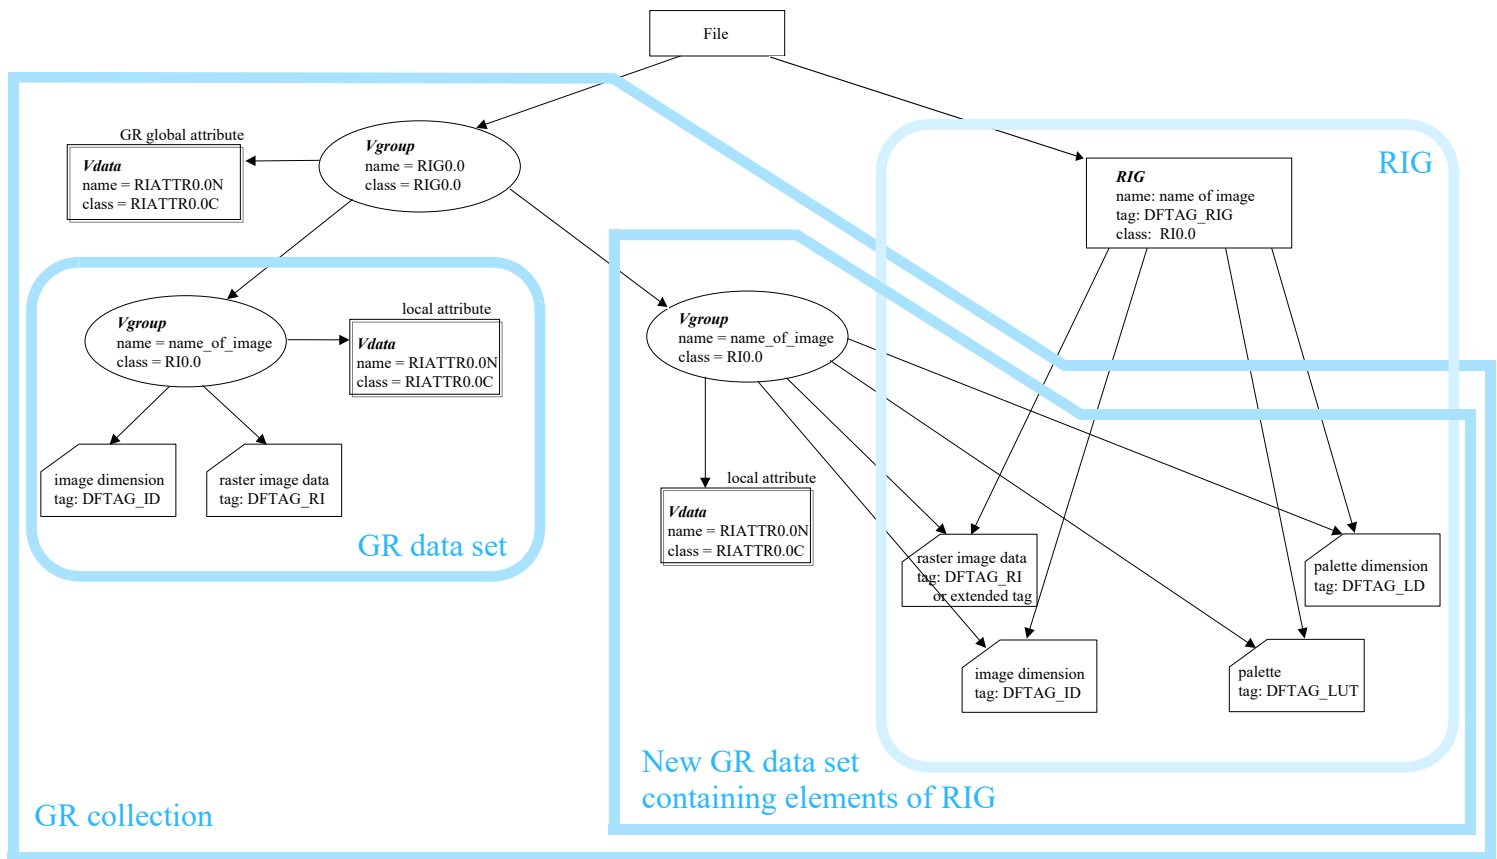 File
GR global attribute
Vdata
name = RIATTR0.0N
class = RIATTR0.0C
Vgroup
name = RIG0.0
class = RIG0.0
RIG
RIG
name: name of image
tag: DFTAG_RIG
class:  RI0.0
Vgroup
name = name_of_image
class = RI0.0
local attribute
Vdata
name = RIATTR0.0N
class = RIATTR0.0C
Vgroup
name = name_of_image
class = RI0.0
image dimension
tag: DFTAG_ID
raster image data
tag: DFTAG_RI
GR data set
local attribute
Vdata
name = RIATTR0.0N
class = RIATTR0.0C
raster image data
tag: DFTAG_RI
or extended tag
palette dimension
tag: DFTAG_LD
image dimension
tag: DFTAG_ID
palette
tag: DFTAG_LUT
New GR data set
containing elements of RIG
GR collection